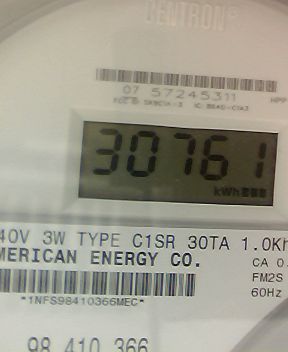 CENTRON®
07 57245311
30761
kWh
40V 3W TYPE C1SR 30TA 1.0Kh
MERICAN ENERGY CO.
CA 0.
FM2S
*1NFS98410366MEC*
60Hz
98 410 366